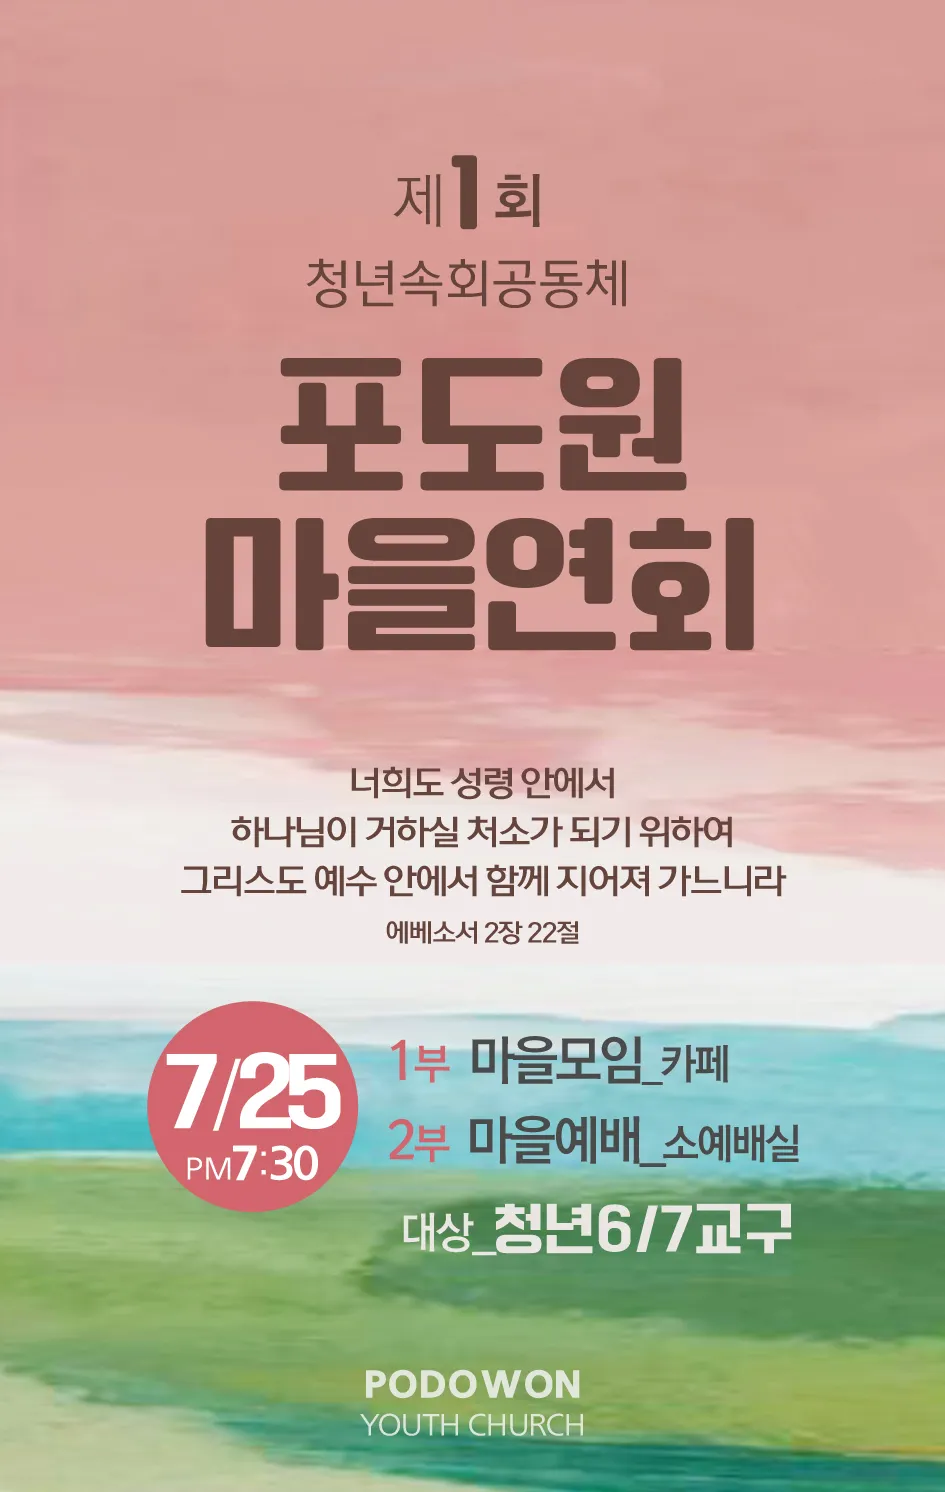 제1회
청년속회공동체
포도원
마을연회
너희도 성령 안에서
하나님이 거하실 처소가 되기 위하여
그리스도 예수 안에서 함께 지어져 가느니라
에베소서 2장 22절
7/25
PM7:30
1부 마을모임_카페
2부 마을예배_소예배실
대상_청년6/7교구
PODOWON
YOUTH CHURCH